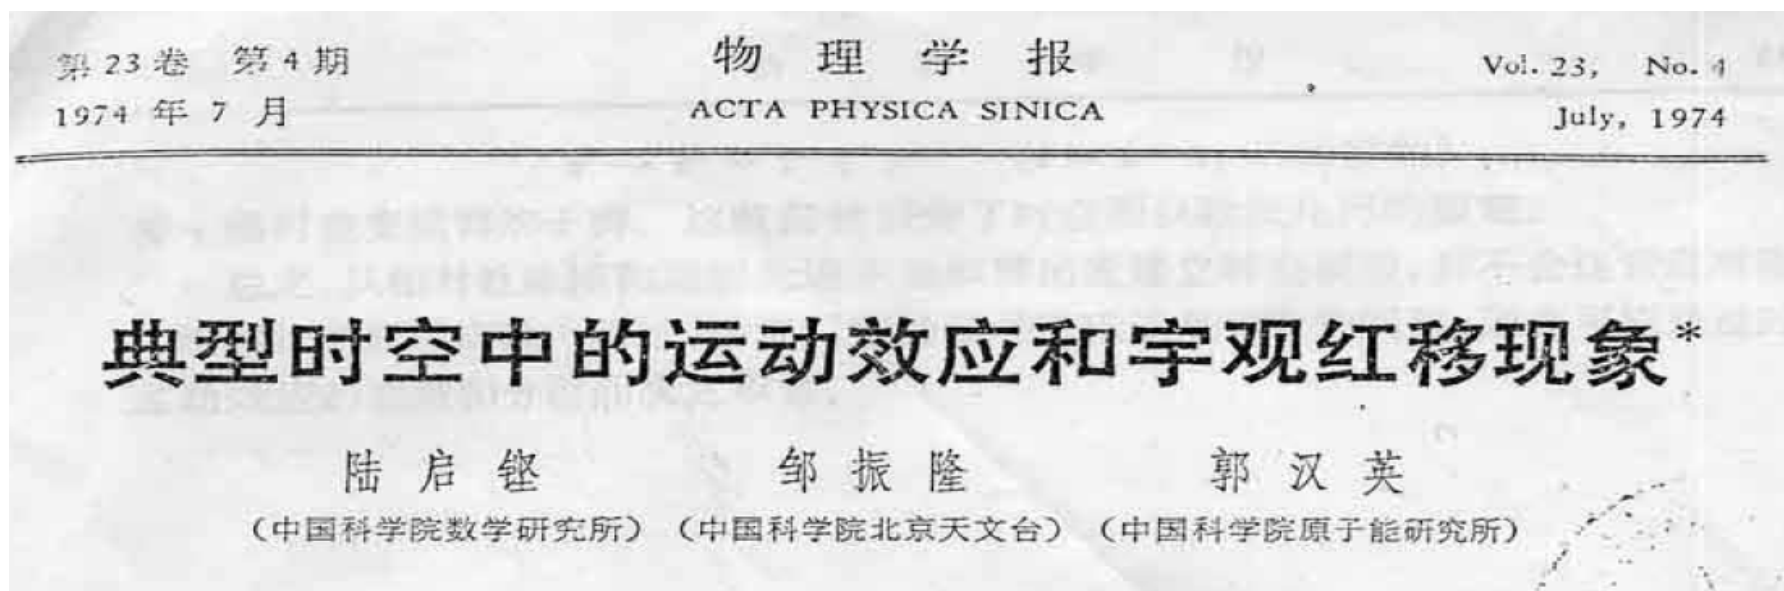 第 23 卷 第 4 期 物 理 学 报 Vol. 23, No. 4
1974 年 7 月 ACTA PHYSICA SINICA July, 1974
典型时空中的运动效应和宇观红移现象*
陆 启 铿 邹 振 隆 郭 汉 英
(中国科学院数学研究所) (中国科学院北京天文台) (中国科学院原子能研究所)